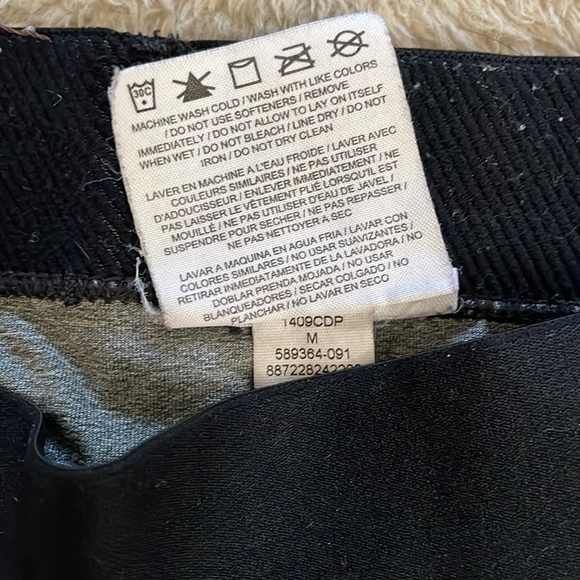 30C
MACHINE WASH COLD / WASH WITH LIKE COLORS
/ DO NOT USE SOFTENERS / REMOVE
IMMEDIATELY / DO NOT ALLOW TO LAY ON ITSELF
WHEN WET / DO NOT BLEACH / LINE DRY / DO NOT
IRON / DO NOT DRY CLEAN
LAVER EN MACHINE A L'EAU FROIDE / LAVER AVEC
COULEURS SIMILAIRES / NE PAS UTILISER
D'ADOUCISSEUR / ENLEVER IMMEDIATEMENT / NE
PAS LAISSER LE VÊTEMENT PLIÉ LORSQU'IL EST
MOUILLÉ / NE PAS UTILISER D'EAU DE JAVEL /
SUSPENDRE POUR SECHER / NE PAS REPASSER /
NE PAS NETTOYER A SEC
LAVAR A MAQUINA EN AGUA FRIA / LAVAR CON
COLORES SIMILARES / NO USAR SUAVIZANTES /
RETIRAR INMEDIATAMENTE DE LA LAVADORA / NO
DOBLAR PRENDA MOJADA / NO USAR
BLANQUEADORES / SECAR COLGADO / NO
PLANCHAR / NO LAVAR EN SECO
1409CDP
M
589364-091